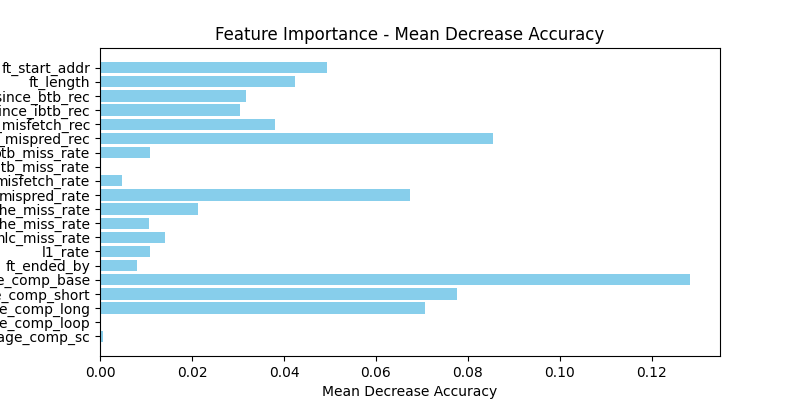 Feature Importance - Mean Decrease Accuracy
ft_start_addr
ft_length
since_btb_rec
ince_ibtb_rec
misfetch_rec
mispred_rec
tb_miss_rate
tb_miss_rate
misfetch_rate
mispred_rate
he_miss_rate
he_miss_rate
mlc_miss_rate
l1_rate
ft_ended_by
e_comp_base
e_comp_short
e_comp_long
e_comp_loop
age_comp_sc
0.00 0.02 0.04 0.06 0.08 0.10 0.12
Mean Decrease Accuracy